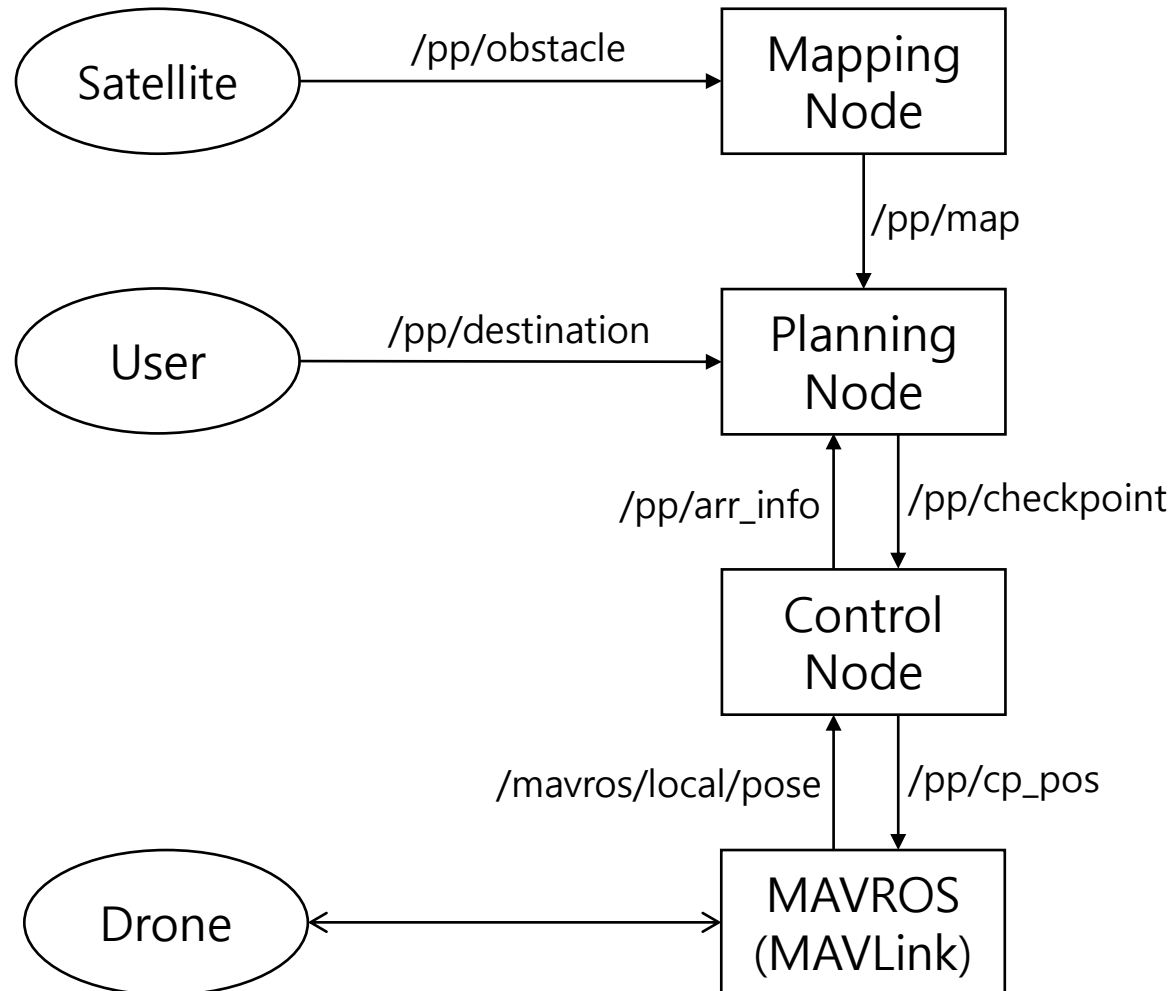 Satellite
/pp/obstacle
Mapping
Node
/pp/map
User
/pp/destination
Planning
Node
/pp/arr_info
/pp/checkpoint
Control
Node
/mavros/local/pose
/pp/cp_pos
Drone
MAVROS
(MAVLink)